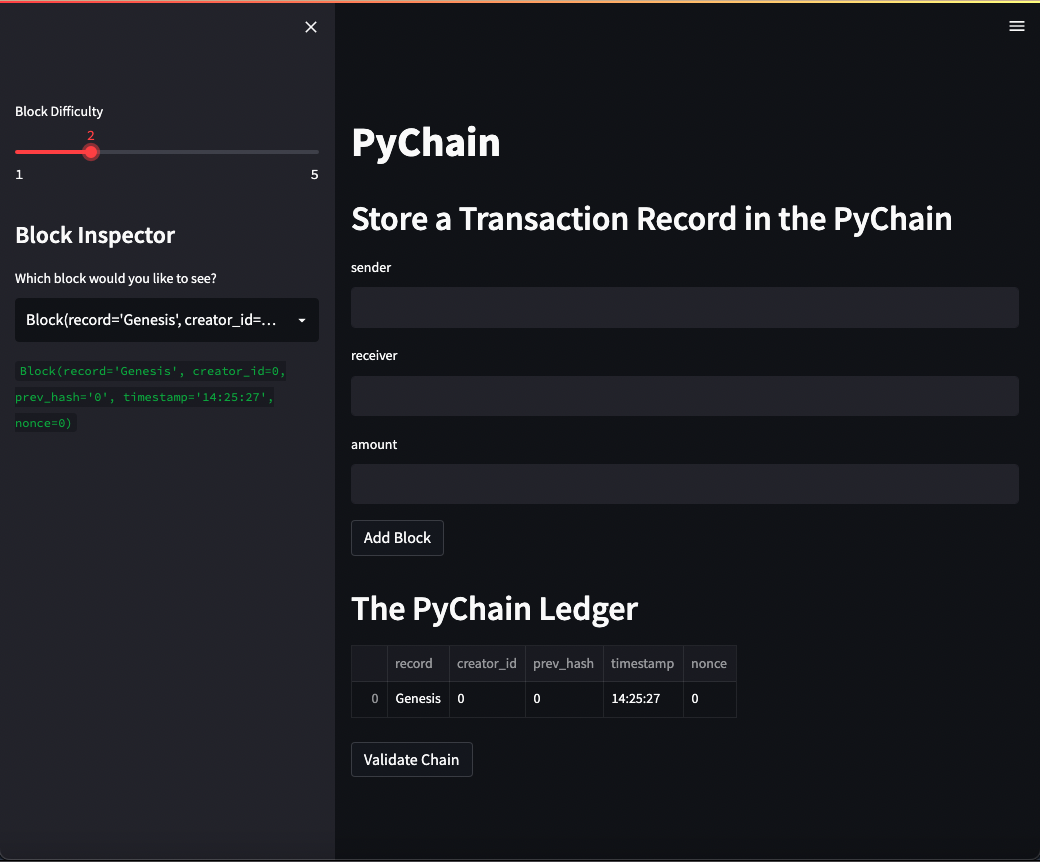 Block Difficulty
2
1 5
Block Inspector
Which block would you like to see?
Block(record='Genesis', creator_id=...
Block(record='Genesis', creator_id=0,
prev_hash='0', timestamp='14:25:27',
nonce=0)
PyChain
Store a Transaction Record in the PyChain
sender
receiver
amount
Add Block
The PyChain Ledger
record creator_id prev_hash timestamp nonce
0 Genesis 0 0 14:25:27 0
Validate Chain